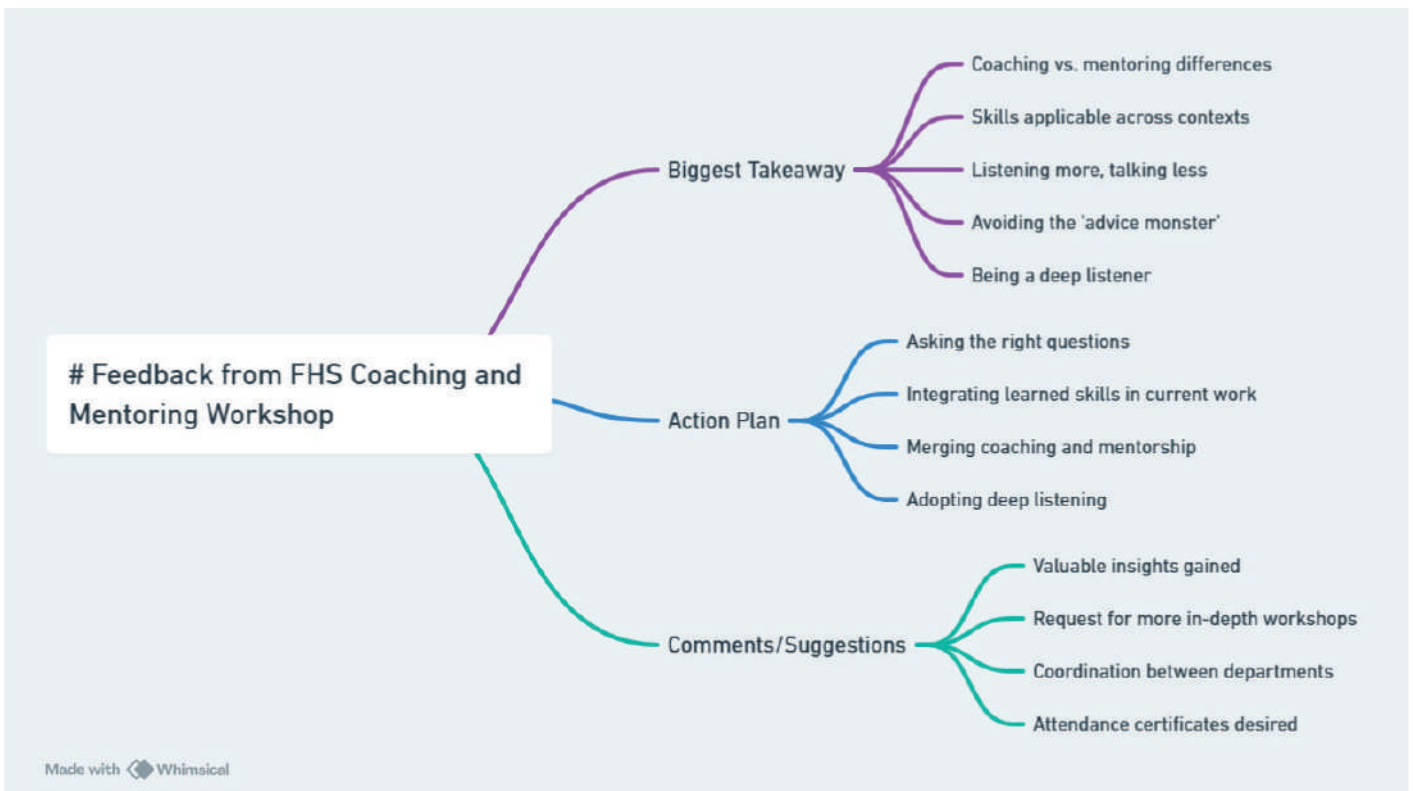 # Feedback from FHS Coaching and
Mentoring Workshop
Biggest Takeaway
Coaching vs. mentoring differences
Skills applicable across contexts
Listening more, talking less
Avoiding the 'advice monster'
Being a deep listener
Action Plan
Asking the right questions
Integrating learned skills in current work
Merging coaching and mentorship
Adopting deep listening
Comments/Suggestions
Valuable insights gained
Request for more in-depth workshops
Coordination between departments
Attendance certificates desired
Made with Whimsical